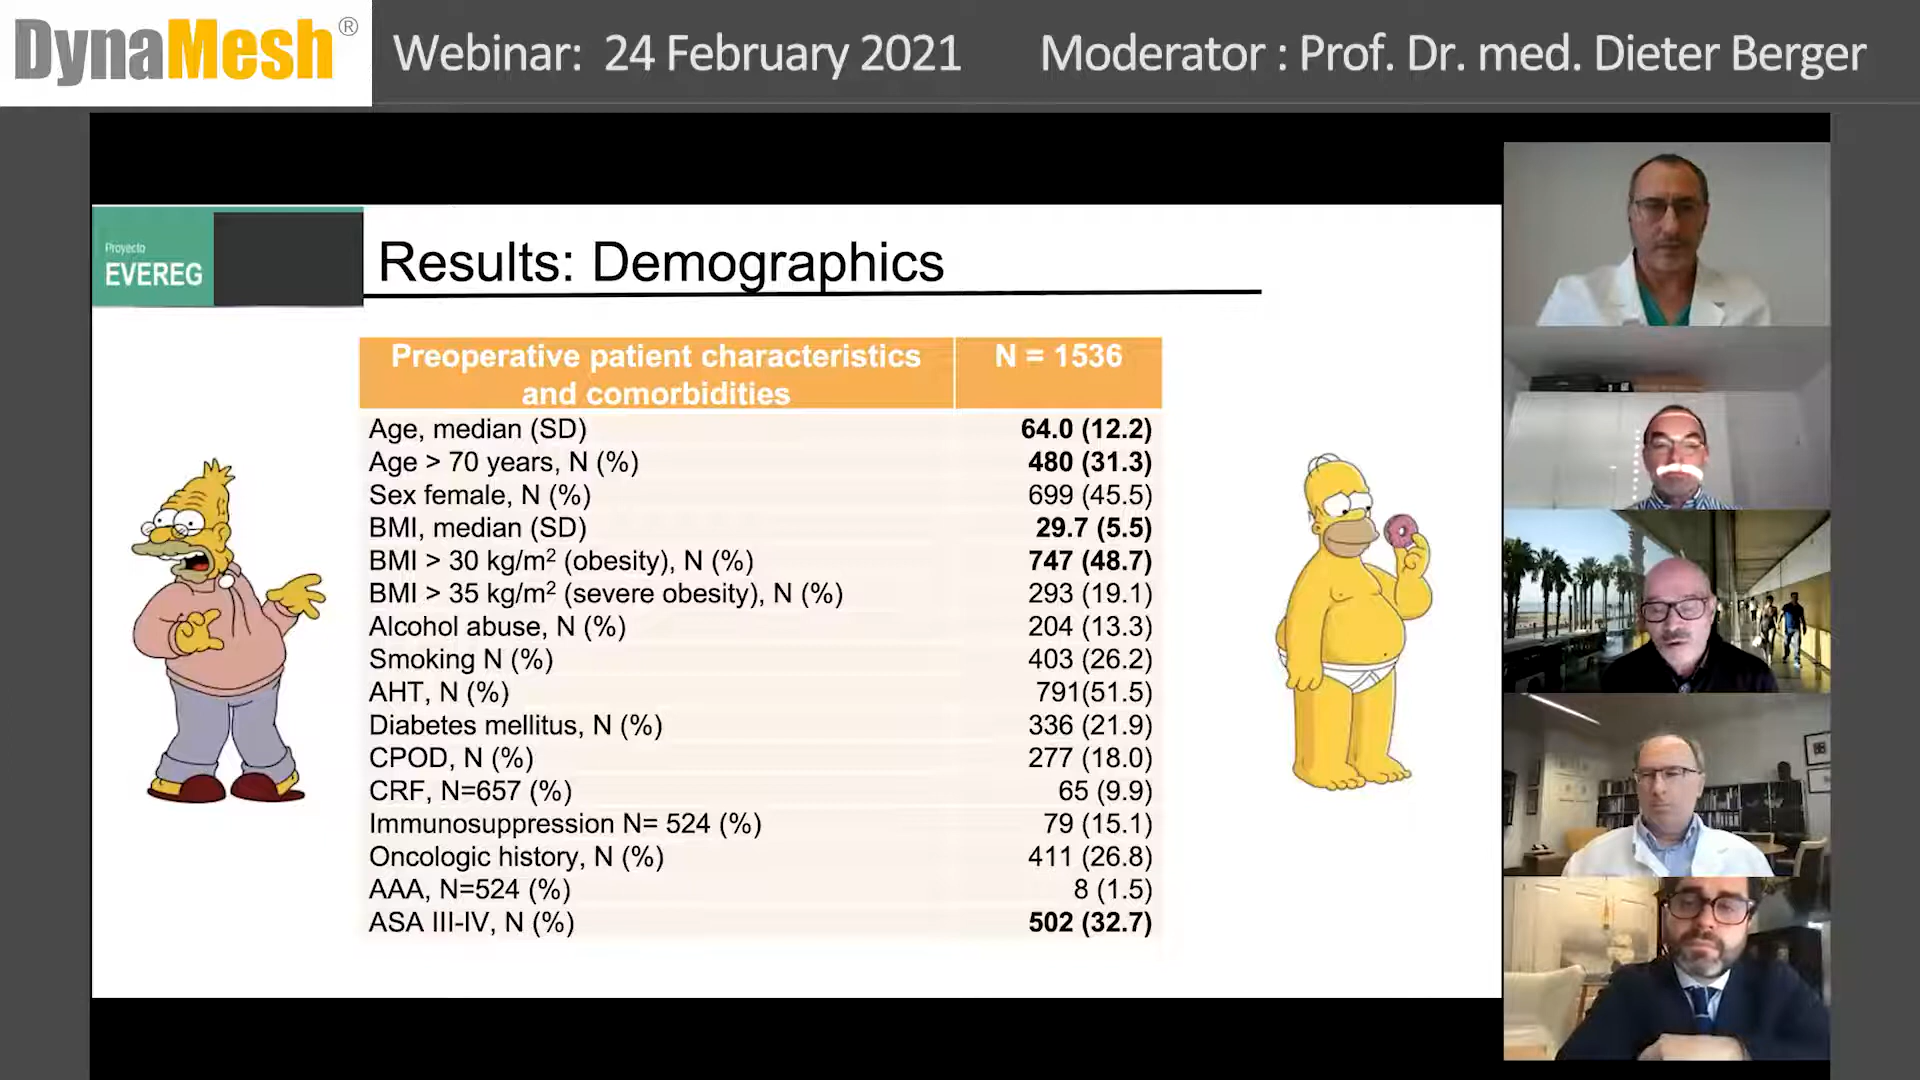 DynaMesh®
Webinar: 24 February 2021
Moderator : Prof. Dr. med. Dieter Berger
Proyecto
EVEREG
Results: Demographics
Preoperative patient characteristics and comorbidities N = 1536
Age, median (SD) 64.0 (12.2)
Age > 70 years, N (%) 480 (31.3)
Sex female, N (%) 699 (45.5)
BMI, median (SD) 29.7 (5.5)
BMI > 30 kg/m² (obesity), N (%) 747 (48.7)
BMI > 35 kg/m² (severe obesity), N (%) 293 (19.1)
Alcohol abuse, N (%) 204 (13.3)
Smoking N (%) 403 (26.2)
AHT, N (%) 791(51.5)
Diabetes mellitus, N (%) 336 (21.9)
CPOD, N (%) 277 (18.0)
CRF, N=657 (%) 65 (9.9)
Immunosuppression N= 524 (%) 79 (15.1)
Oncologic history, N (%) 411 (26.8)
AAA, N=524 (%) 8 (1.5)
ASA III-IV, N (%) 502 (32.7)